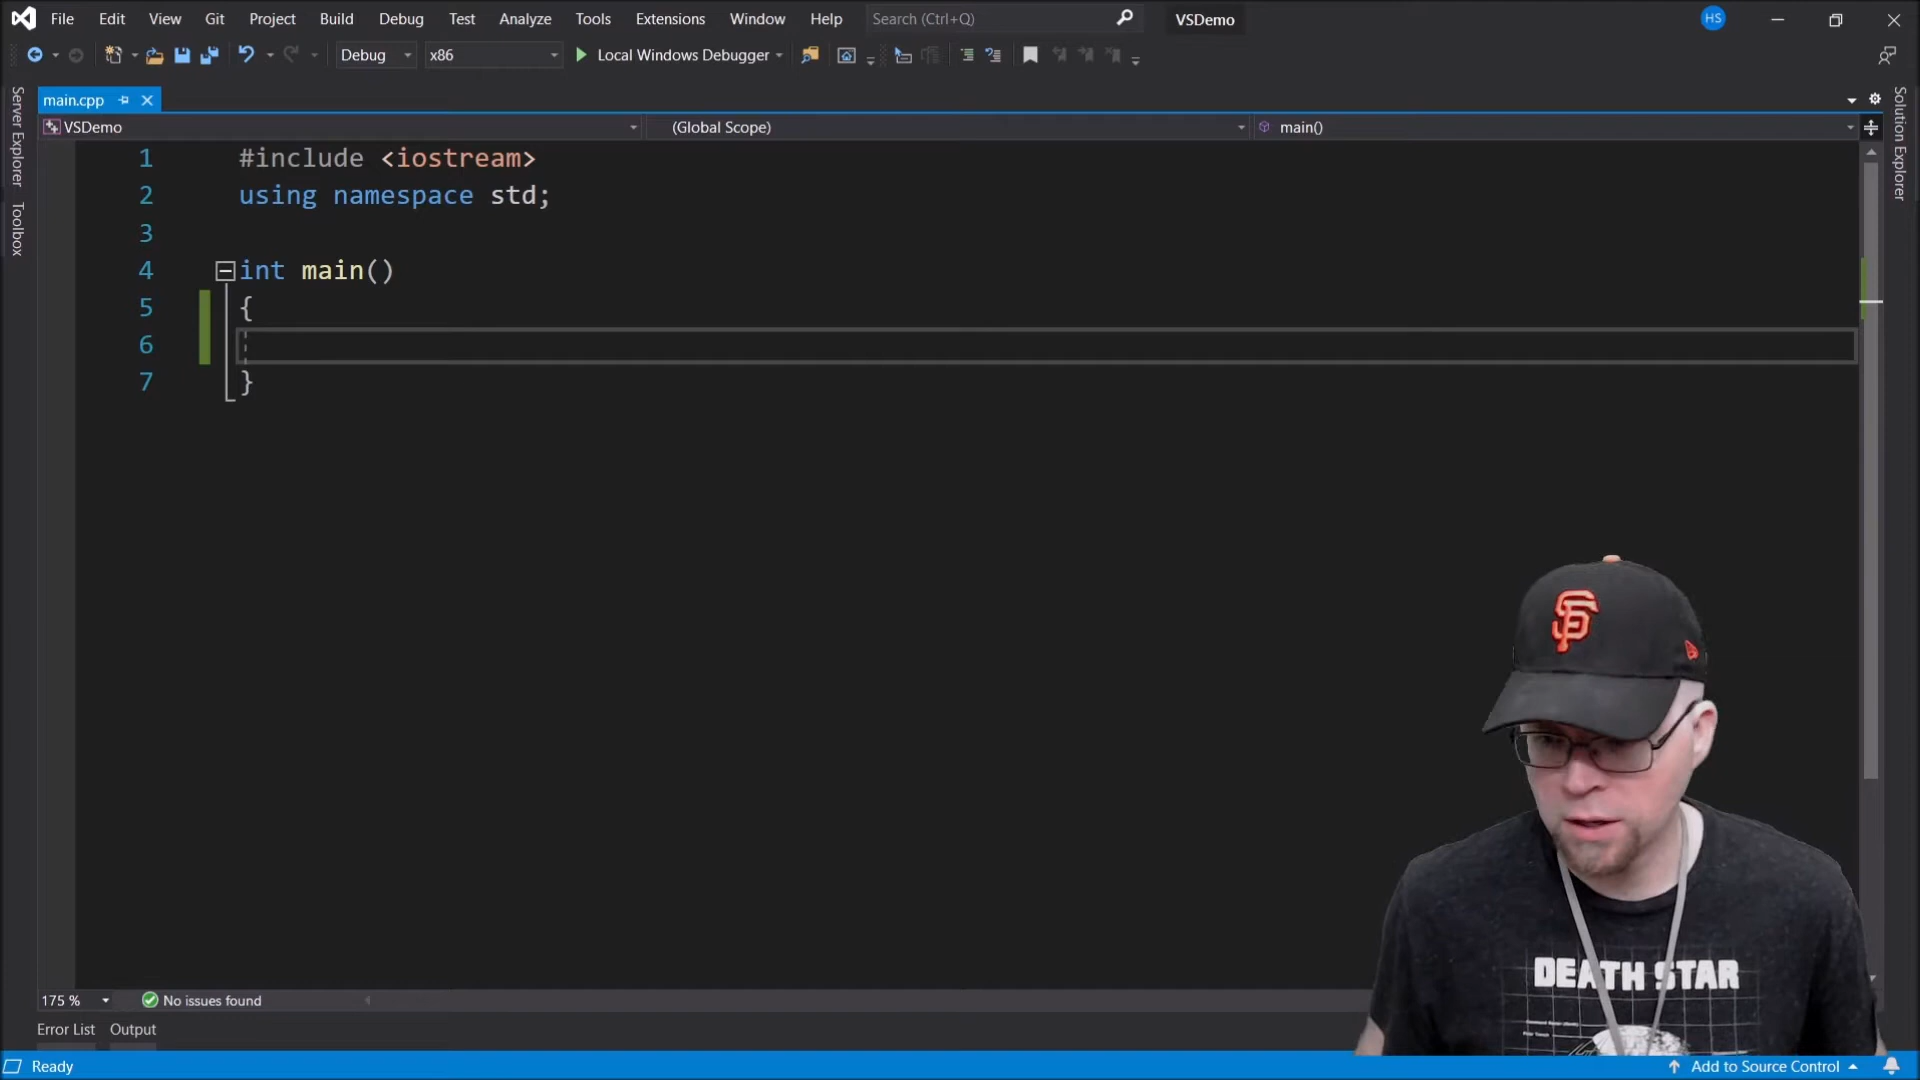 File Edit View Git Project Build Debug Test Analyze Tools Extensions Window Help Search (Ctrl+Q) VSDemo HS
Debug x86 Local Windows Debugger
main.cpp
VSDemo (Global Scope) main()
Server Explorer
Toolbox
Solution Explorer
1 #include <iostream>
2 using namespace std;
3
4 int main()
5 {
6
7 }
SF
DEATH STAR
175 % No issues found
Error List Output
Ready Add to Source Control